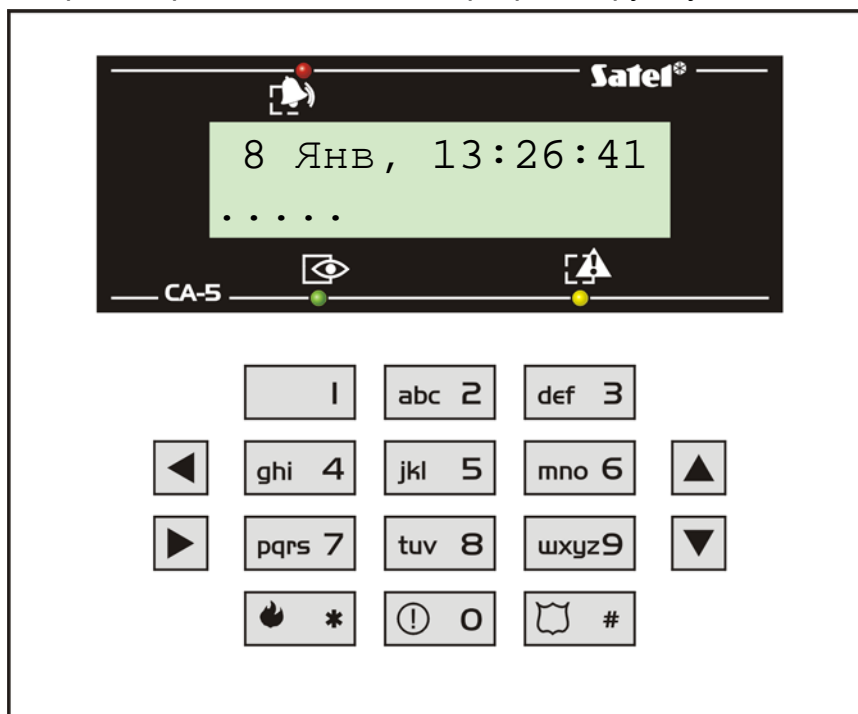 Satel®
8 Янв, 13:26:41
.....
CA-5
1
abc 2
def 3
ghi 4
jkl 5
mno 6
pqrs 7
tuv 8
wxyz9
*
! 0
#